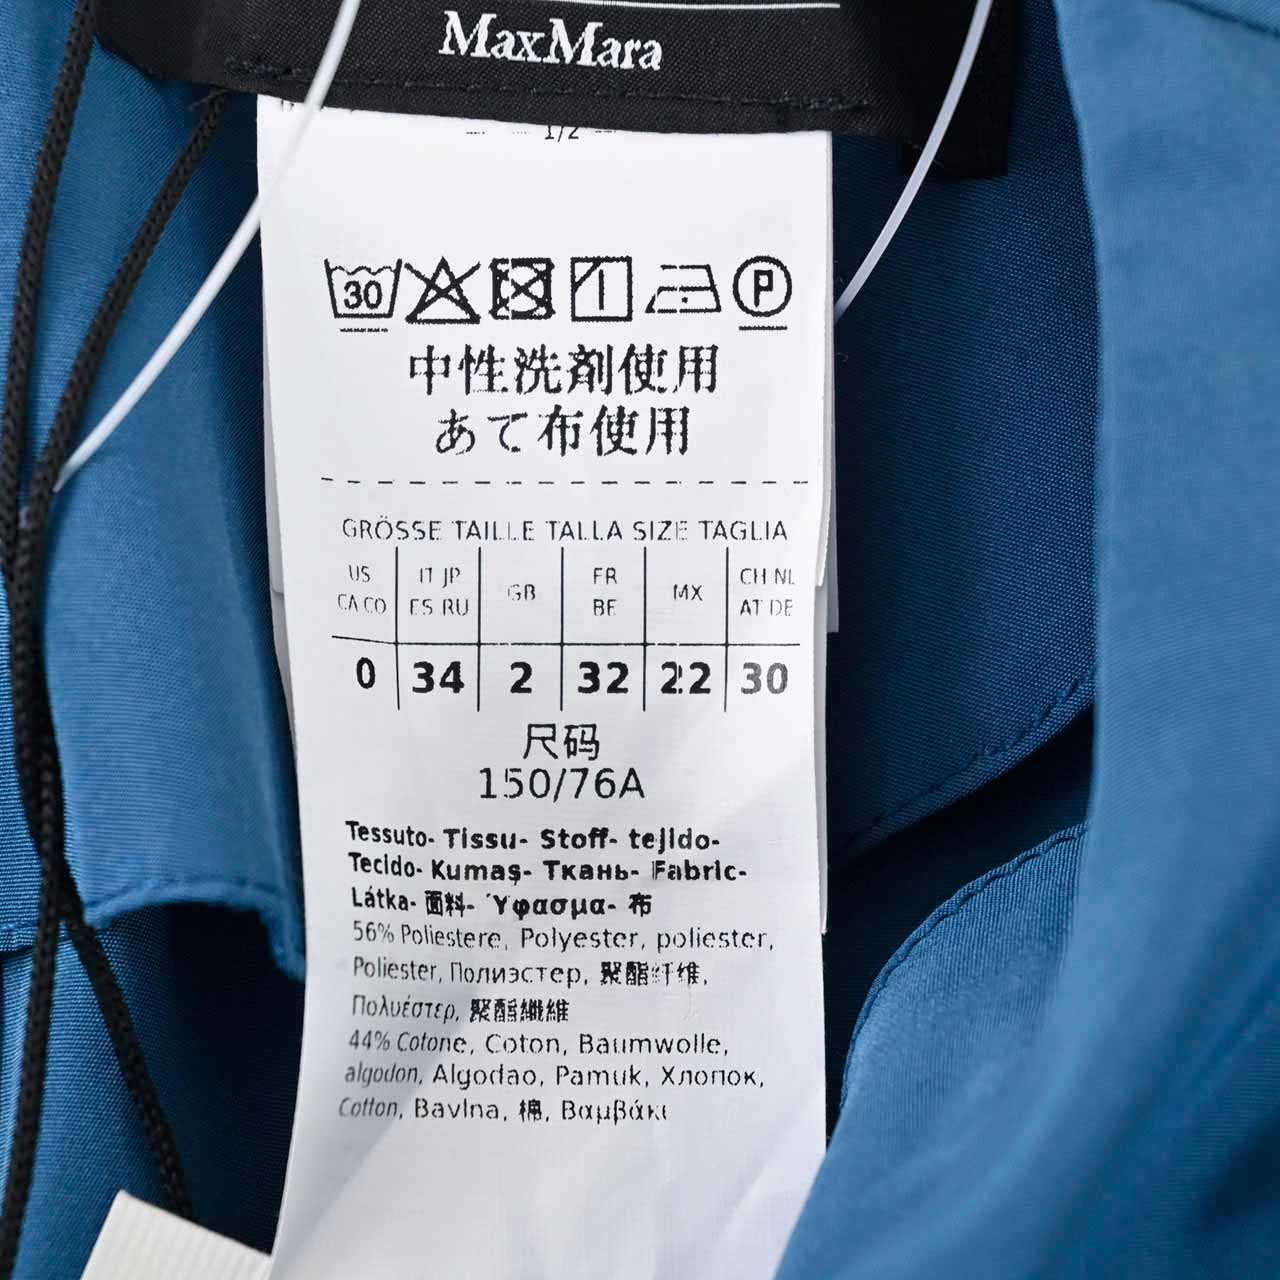 MaxMara
1/2
30 P
中性洗剤使用
あて布使用
GRÖSSE TAILLE TALLA SIZE TAGLIA
US CA CO IT JP ES RU GB FR BE MX CH NL AT DE
0 34 2 32 22 30
尺码
150/76A
Tessuto- Tissu- Stoff- tejido-
Tecido- Kumaş- Ткань- Fabric-
Látka- 面料- Ύφασμα- 布
56% Poliestere, Polyester, poliester,
Poliester, Полиэстер, 聚酯纤维,
Πολυέστερ, 聚酯纖維
44% Cotone, Coton, Baumwolle,
algodon, Algodao, Pamuk, Хлопок,
Cotton, Bavlna, 棉, Βαμβάκι